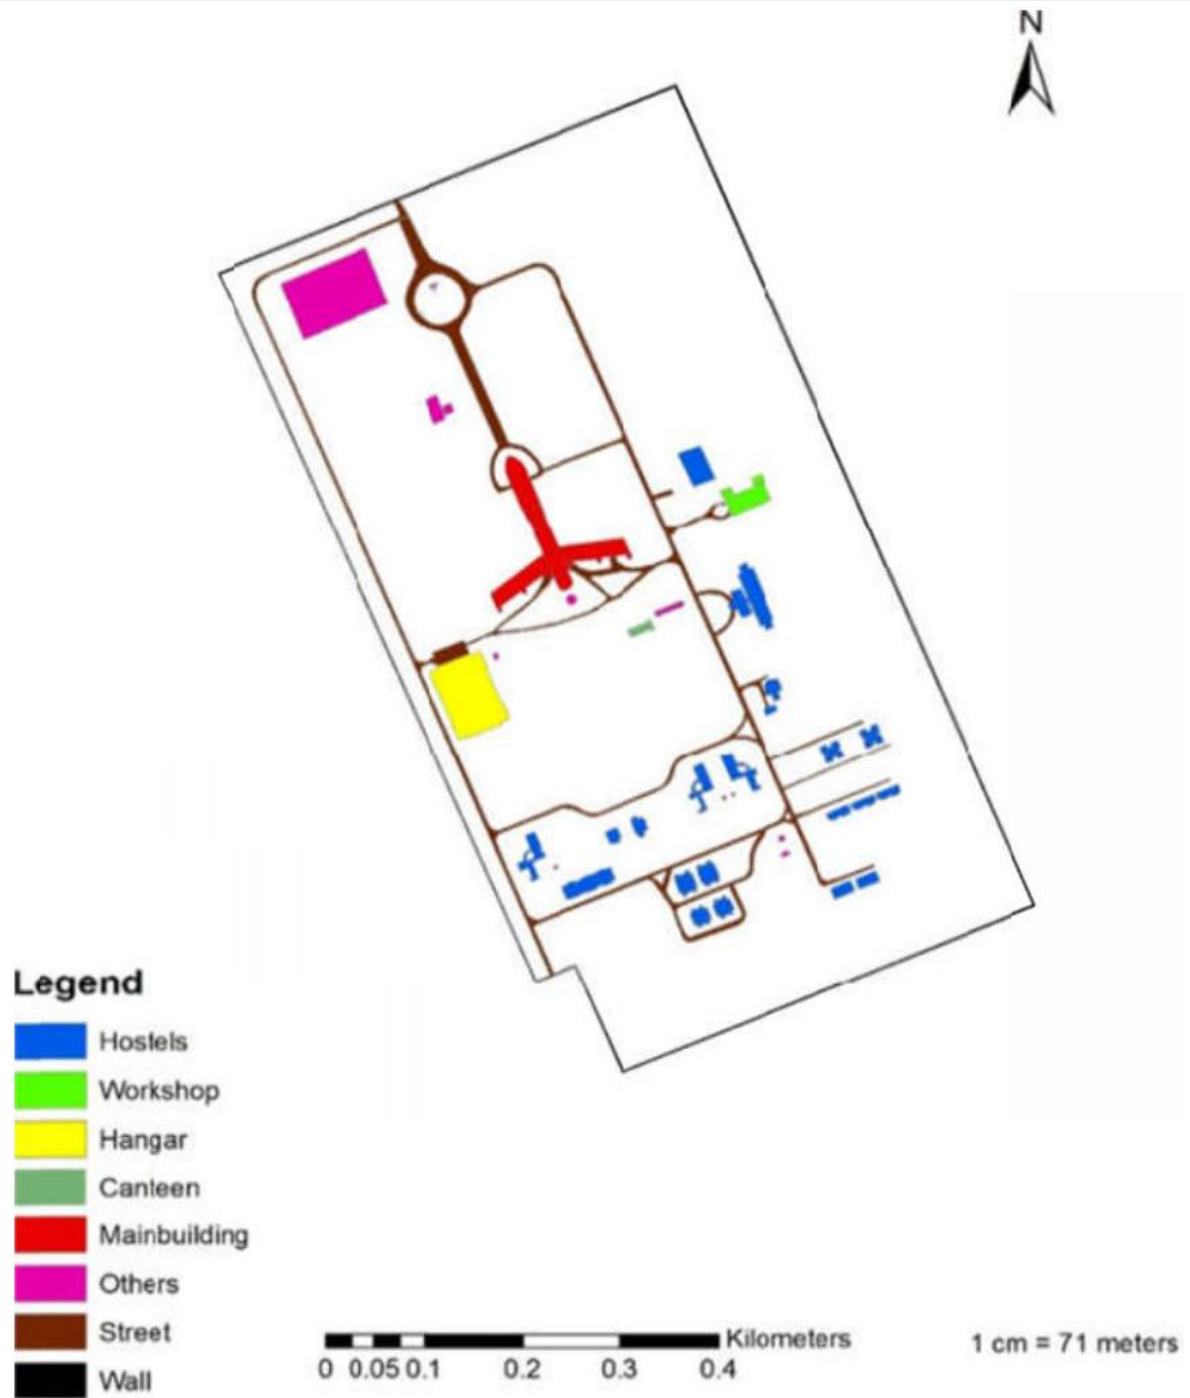 N
Legend
Hostels
Workshop
Hangar
Canteen
Mainbuilding
Others
Street
Wall
Kilometers
0 0.05 0.1 0.2 0.3 0.4
1 cm = 71 meters